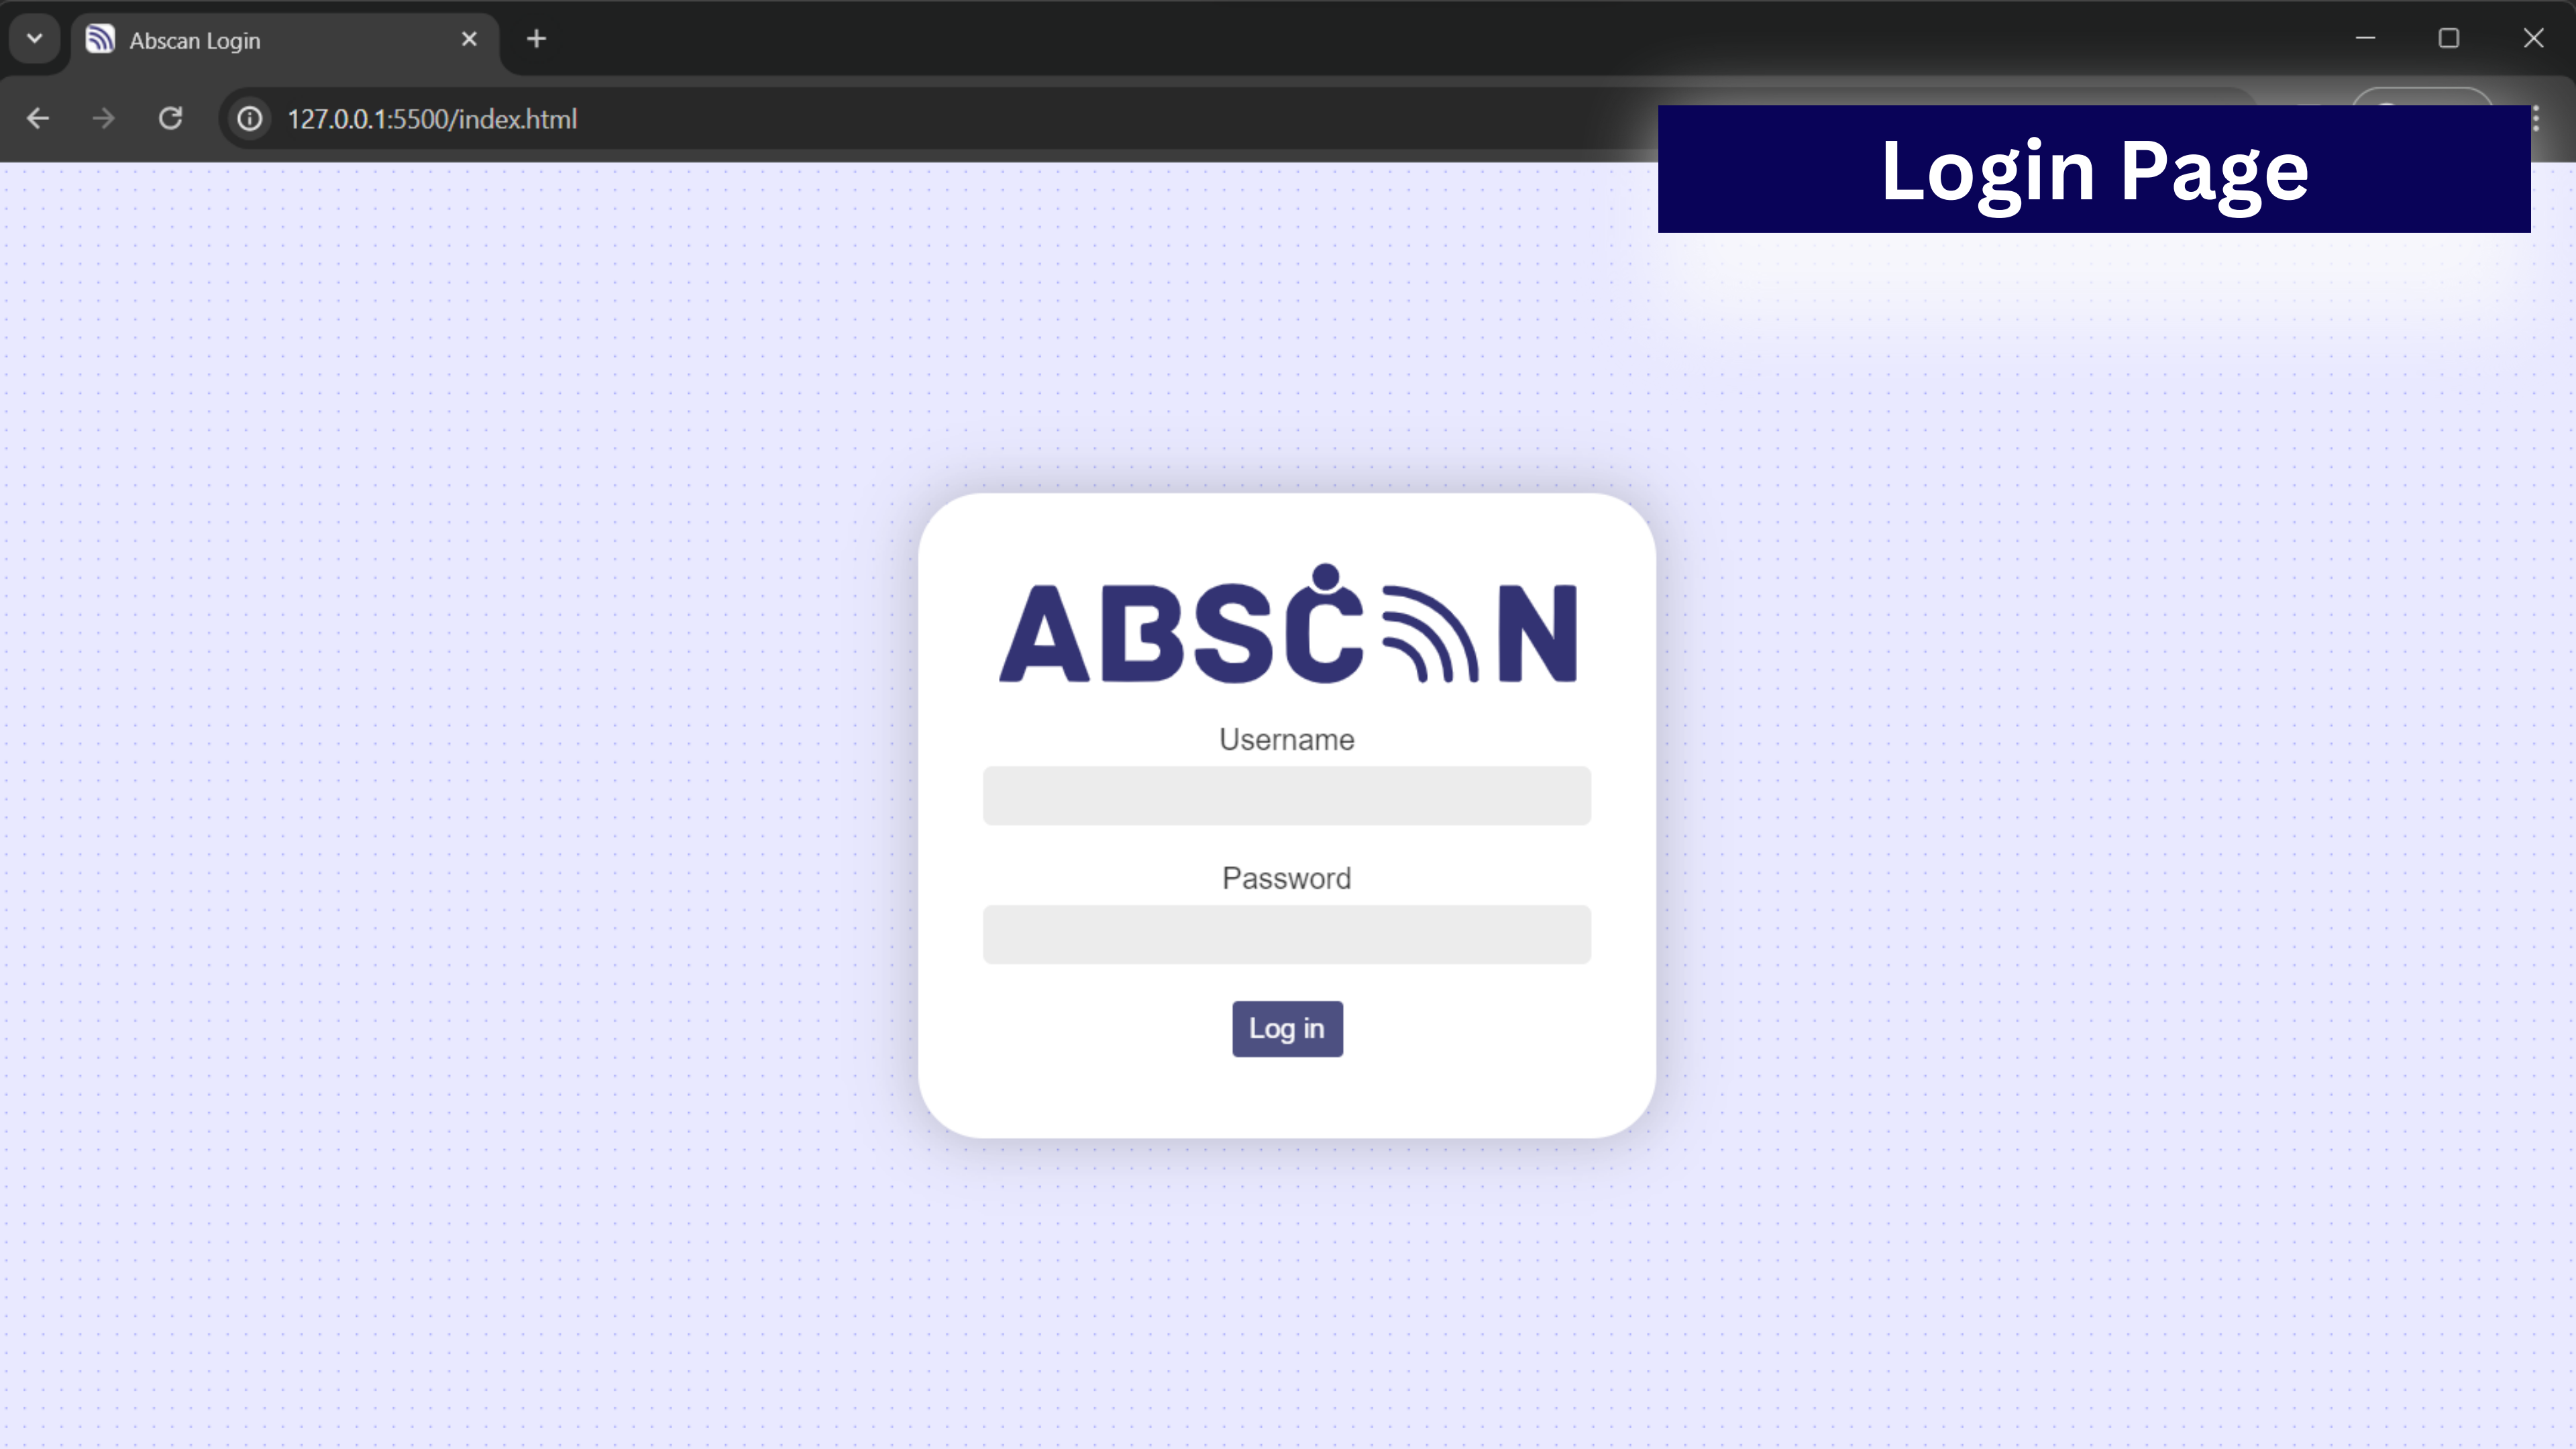 Abscan Login
127.0.0.1:5500/index.html
Login Page
ABSCAN
Username
Password
Log in